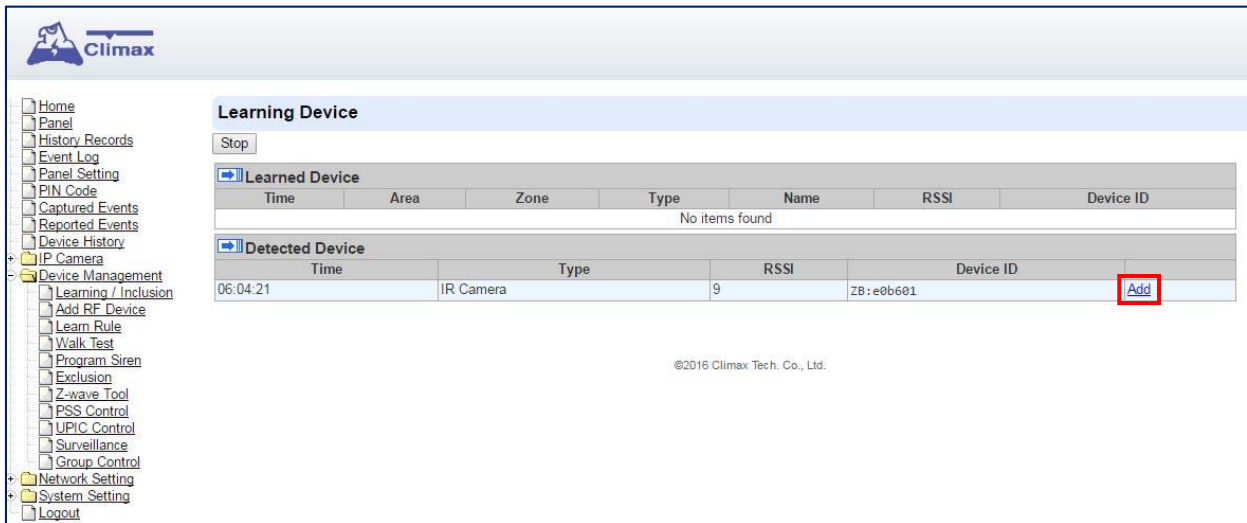 Climax
Home
Panel
History Records
Event Log
Panel Setting
PIN Code
Captured Events
Reported Events
Device History
IP Camera
Device Management
Learning / Inclusion
Add RF Device
Learn Rule
Walk Test
Program Siren
Exclusion
Z-wave Tool
PSS Control
UPIC Control
Surveillance
Group Control
Network Setting
System Setting
Logout
Learning Device
Stop
Learned Device
Time Area Zone Type Name RSSI Device ID
No items found
Detected Device
Time Type RSSI Device ID
06:04:21 IR Camera 9 ZB:e0b601 Add
©2016 Climax Tech. Co., Ltd.